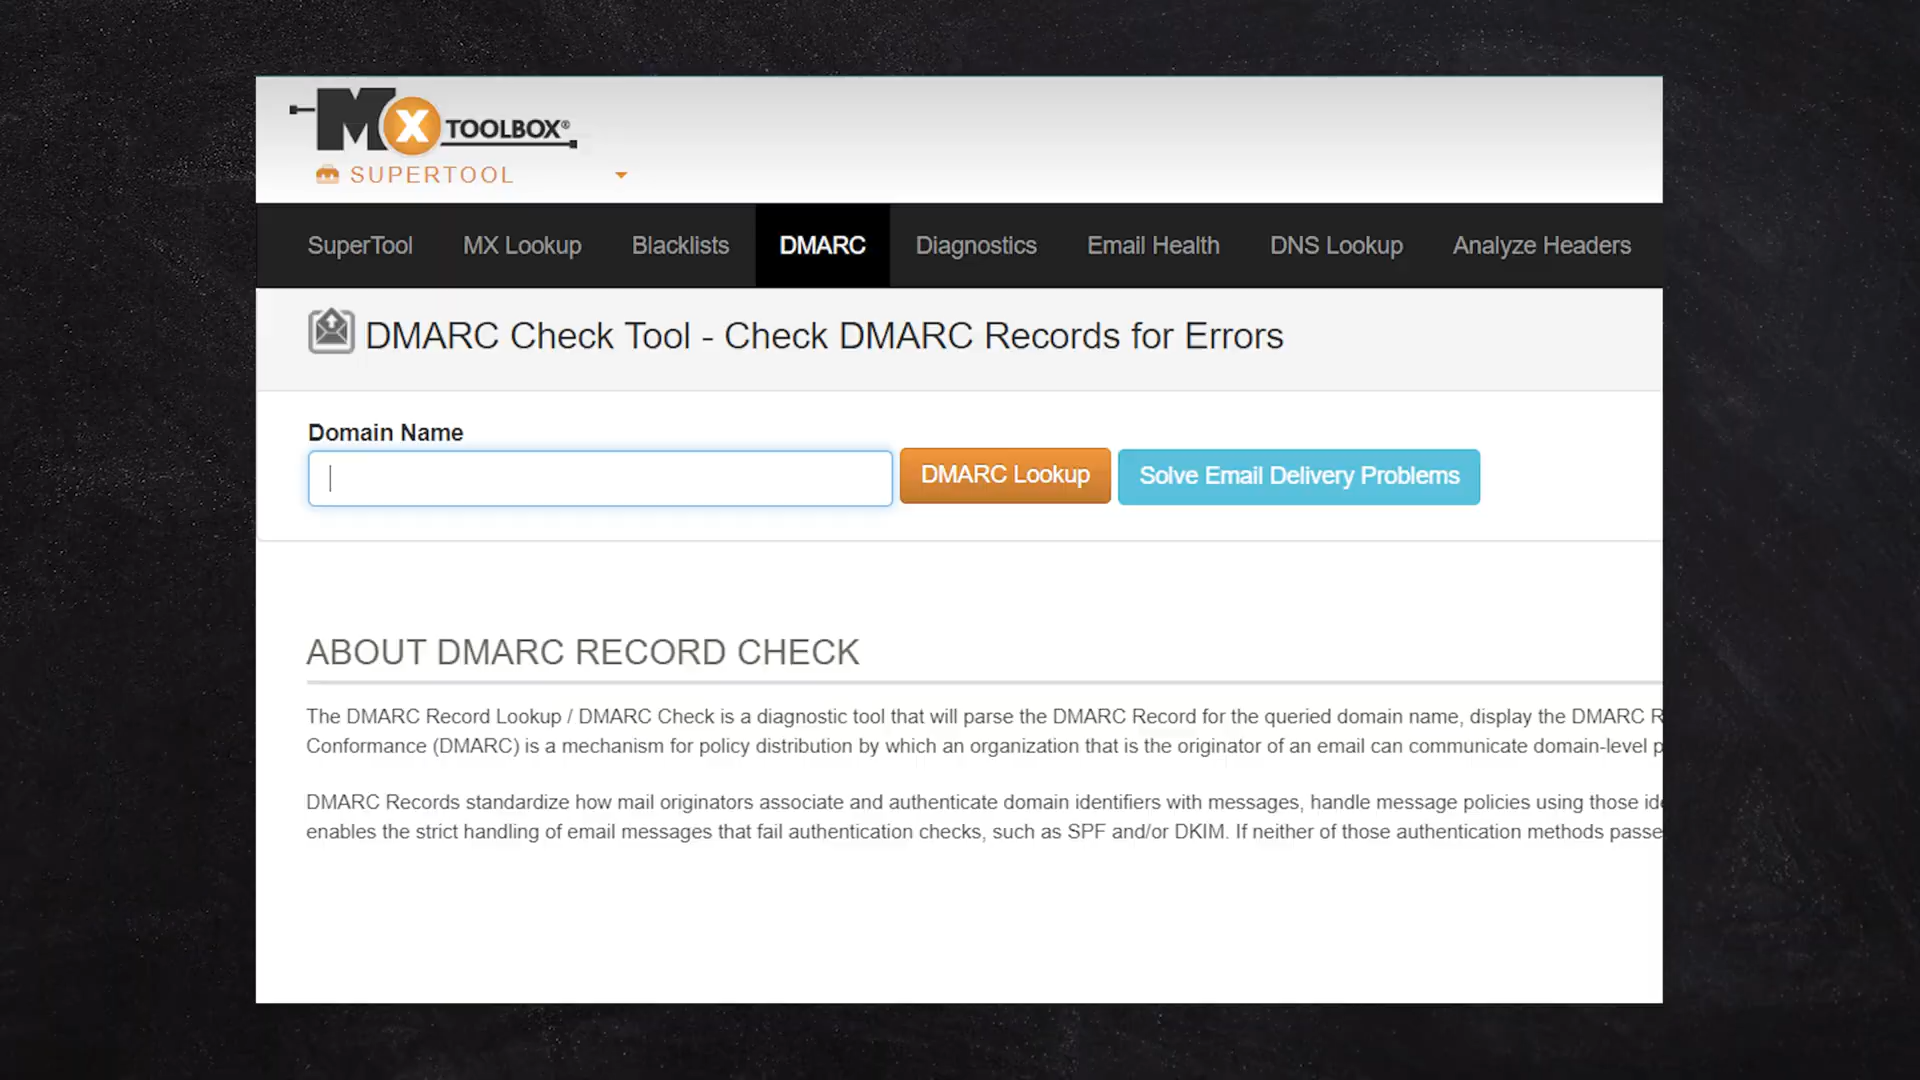 MX TOOLBOX®
SUPERTOOL
SuperTool MX Lookup Blacklists DMARC Diagnostics Email Health DNS Lookup Analyze Headers
DMARC Check Tool - Check DMARC Records for Errors
Domain Name
DMARC Lookup Solve Email Delivery Problems
ABOUT DMARC RECORD CHECK
The DMARC Record Lookup / DMARC Check is a diagnostic tool that will parse the DMARC Record for the queried domain name, display the DMARC R
Conformance (DMARC) is a mechanism for policy distribution by which an organization that is the originator of an email can communicate domain-level p
DMARC Records standardize how mail originators associate and authenticate domain identifiers with messages, handle message policies using those ide
enables the strict handling of email messages that fail authentication checks, such as SPF and/or DKIM. If neither of those authentication methods passe